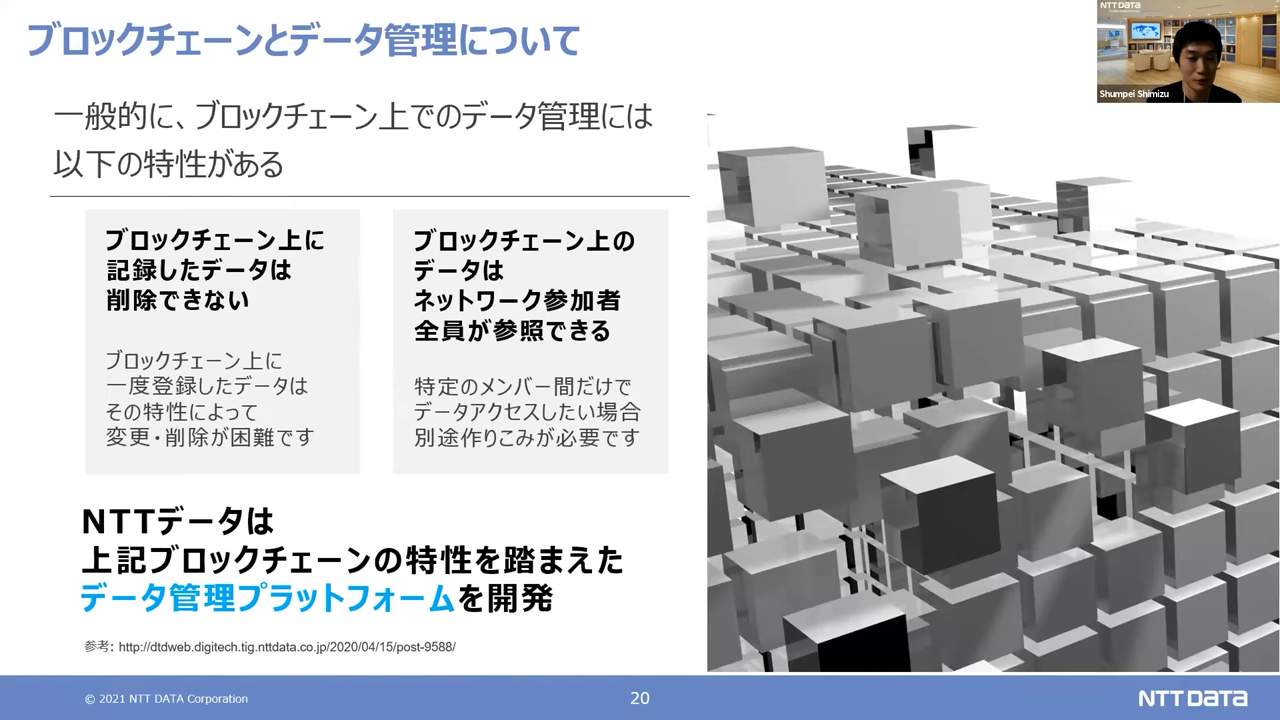 ブロックチェーンとデータ管理について
NTT DATA
Shumpei Shimizu
一般的に、ブロックチェーン上でのデータ管理には
以下の特性がある
ブロックチェーン上に
記録したデータは
削除できない
ブロックチェーン上に
一度登録したデータは
その特性によって
変更・削除が困難です
ブロックチェーン上の
データは
ネットワーク参加者
全員が参照できる
特定のメンバー間だけで
データアクセスしたい場合
別途作りこみが必要です
NTTデータは
上記ブロックチェーンの特性を踏まえた
データ管理プラットフォームを開発
参考: http://dtdweb.digitech.tig.nttdata.co.jp/2020/04/15/post-9588/
© 2021 NTT DATA Corporation
20
NTT DATA